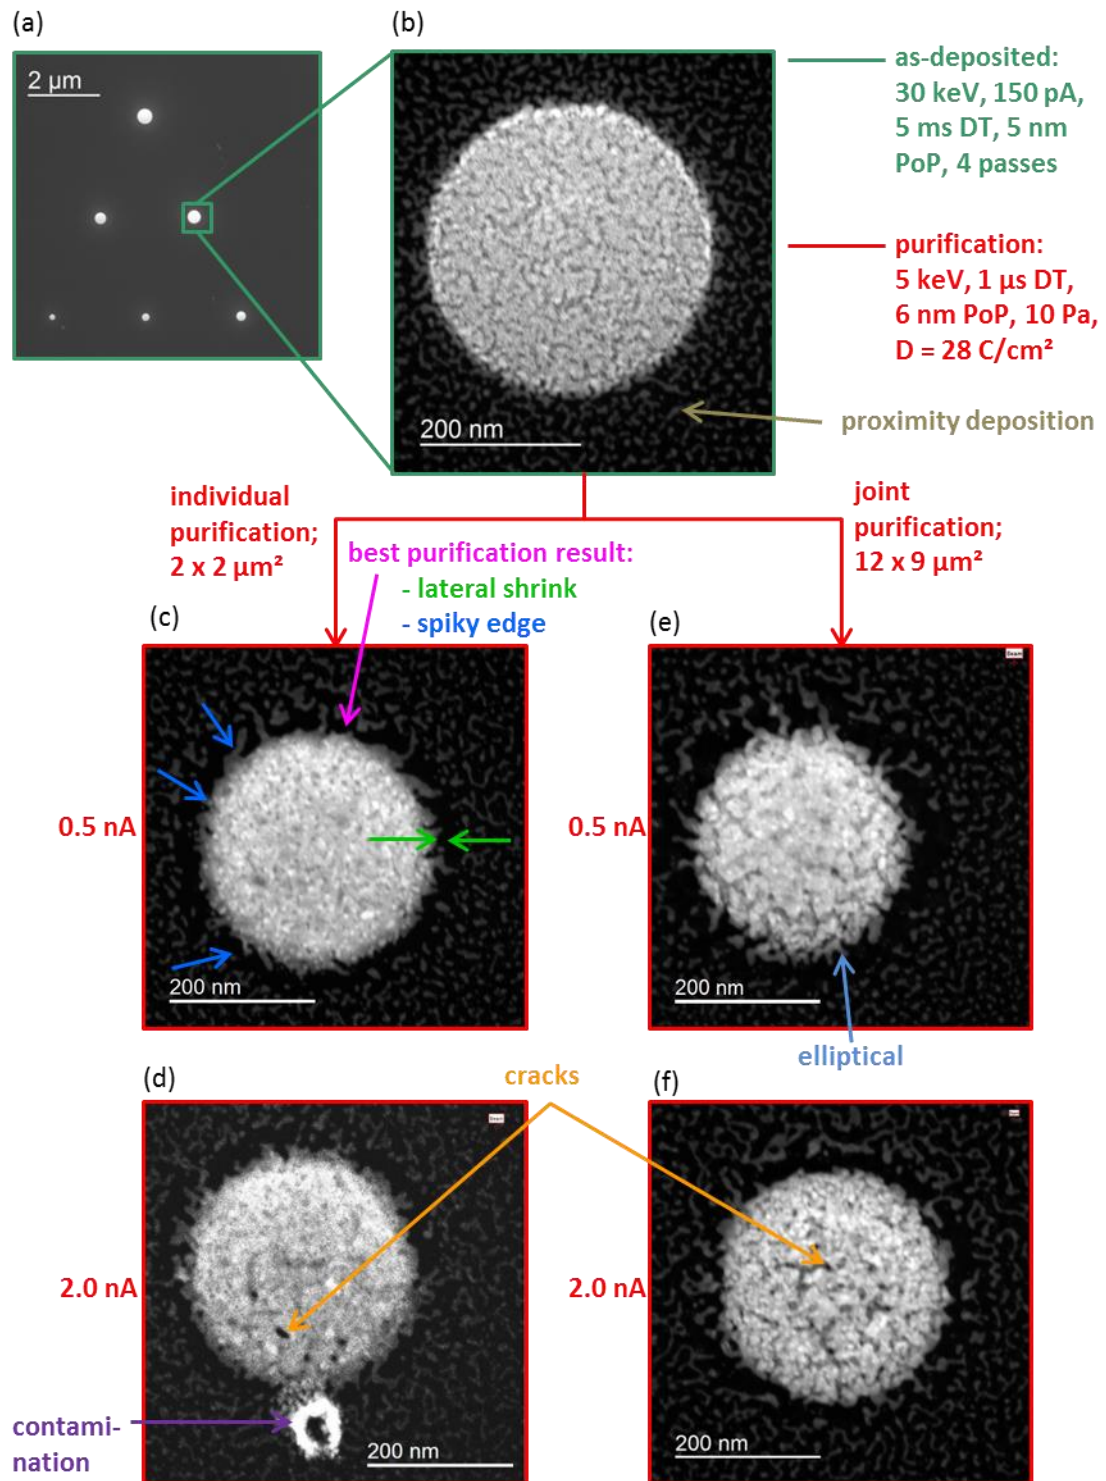 (a)
2 µm
(b)
200 nm
as-deposited:
30 keV, 150 pA,
5 ms DT, 5 nm
PoP, 4 passes
purification:
5 keV, 1 µs DT,
6 nm PoP, 10 Pa,
D = 28 C/cm²
proximity deposition
individual
purification;
2 x 2 µm²
joint
purification;
12 x 9 µm²
best purification result:
- lateral shrink
- spiky edge
(c)
0.5 nA
200 nm
(e)
Beam
0.5 nA
200 nm
elliptical
cracks
(d)
Beam
2.0 nA
contami-
nation
200 nm
(f)
2.0 nA
200 nm